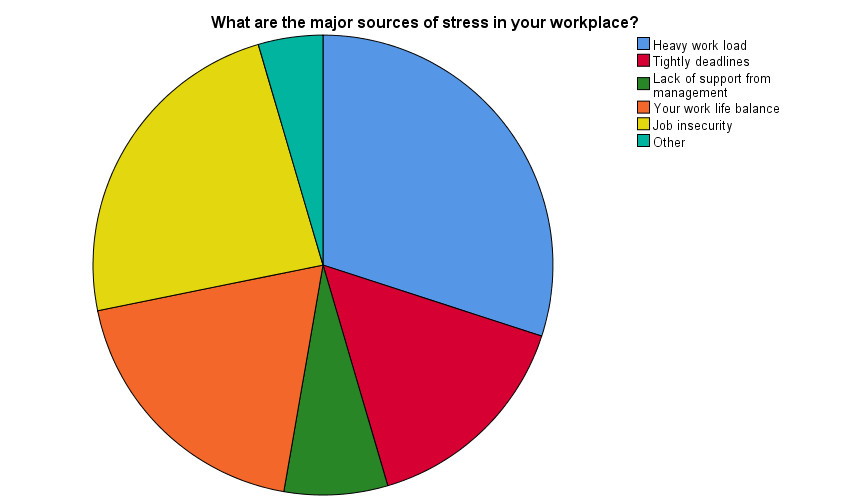 What are the major sources of stress in your workplace?
Heavy work load
Tightly deadlines
Lack of support from
management
Your work life balance
Job insecurity
Other